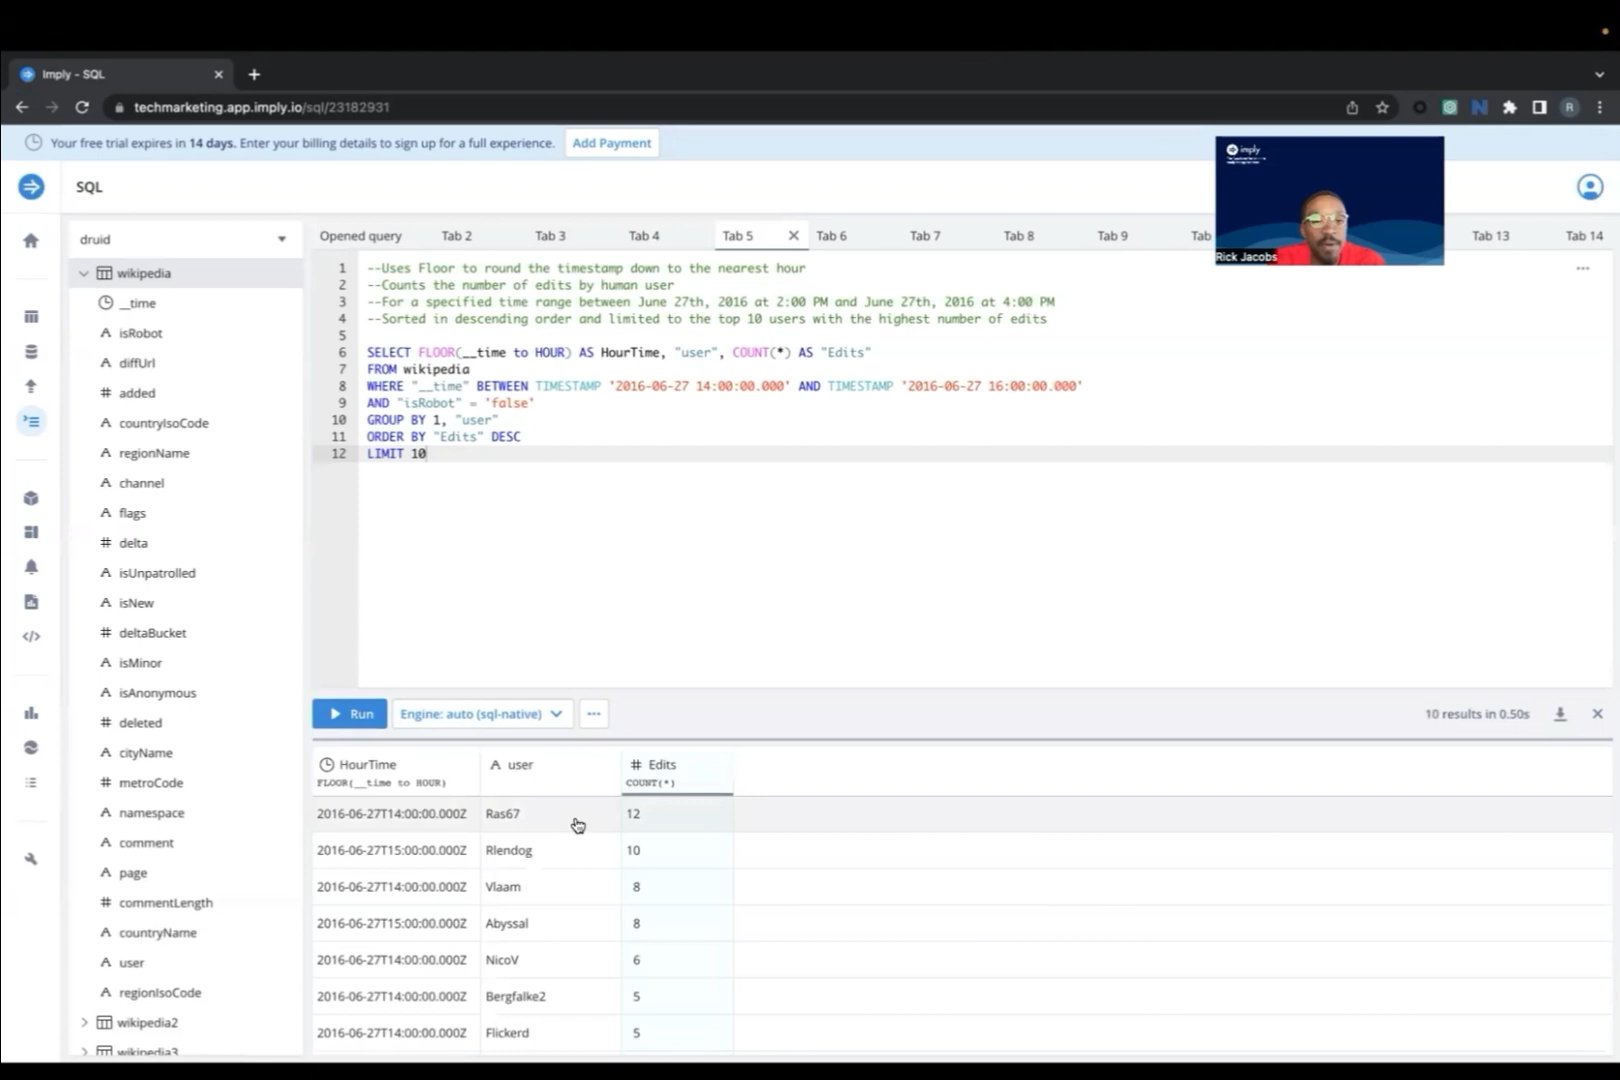 Imply - SQL
techmarketing.app.imply.io/sql/23182931
R
Your free trial expires in 14 days. Enter your billing details to sign up for a full experience.
Add Payment
imply
Rick Jacobs
SQL
druid
wikipedia
__time
isRobot
diffUrl
added
countryIsoCode
regionName
channel
flags
delta
isUnpatrolled
isNew
deltaBucket
isMinor
isAnonymous
deleted
cityName
metroCode
namespace
comment
page
commentLength
countryName
user
regionIsoCode
wikipedia2
wikipedia3
Opened query Tab 2 Tab 3 Tab 4 Tab 5 Tab 6 Tab 7 Tab 8 Tab 9 Tab Tab 13 Tab 14
1 --Uses Floor to round the timestamp down to the nearest hour
2 --Counts the number of edits by human user
3 --For a specified time range between June 27th, 2016 at 2:00 PM and June 27th, 2016 at 4:00 PM
4 --Sorted in descending order and limited to the top 10 users with the highest number of edits
5
6 SELECT FLOOR(__time to HOUR) AS HourTime, "user", COUNT(*) AS "Edits"
7 FROM wikipedia
8 WHERE "__time" BETWEEN TIMESTAMP '2016-06-27 14:00:00.000' AND TIMESTAMP '2016-06-27 16:00:00.000'
9 AND "isRobot" = 'false'
10 GROUP BY 1, "user"
11 ORDER BY "Edits" DESC
12 LIMIT 10
Run Engine: auto (sql-native) 10 results in 0.50s
HourTime user Edits
FLOOR(__time to HOUR) COUNT(*)
2016-06-27T14:00:00.000Z Ras67 12
2016-06-27T15:00:00.000Z Rlendog 10
2016-06-27T14:00:00.000Z Vlaam 8
2016-06-27T15:00:00.000Z Abyssal 8
2016-06-27T14:00:00.000Z NicoV 6
2016-06-27T14:00:00.000Z Bergfalke2 5
2016-06-27T14:00:00.000Z Flickerd 5